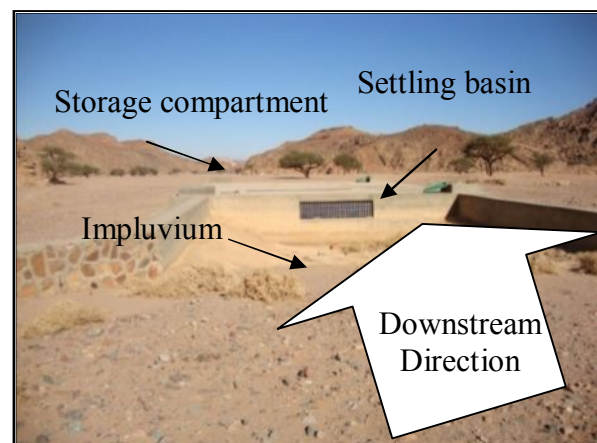 Settling basin
Storage compartment
Impluvium
Downstream
Direction